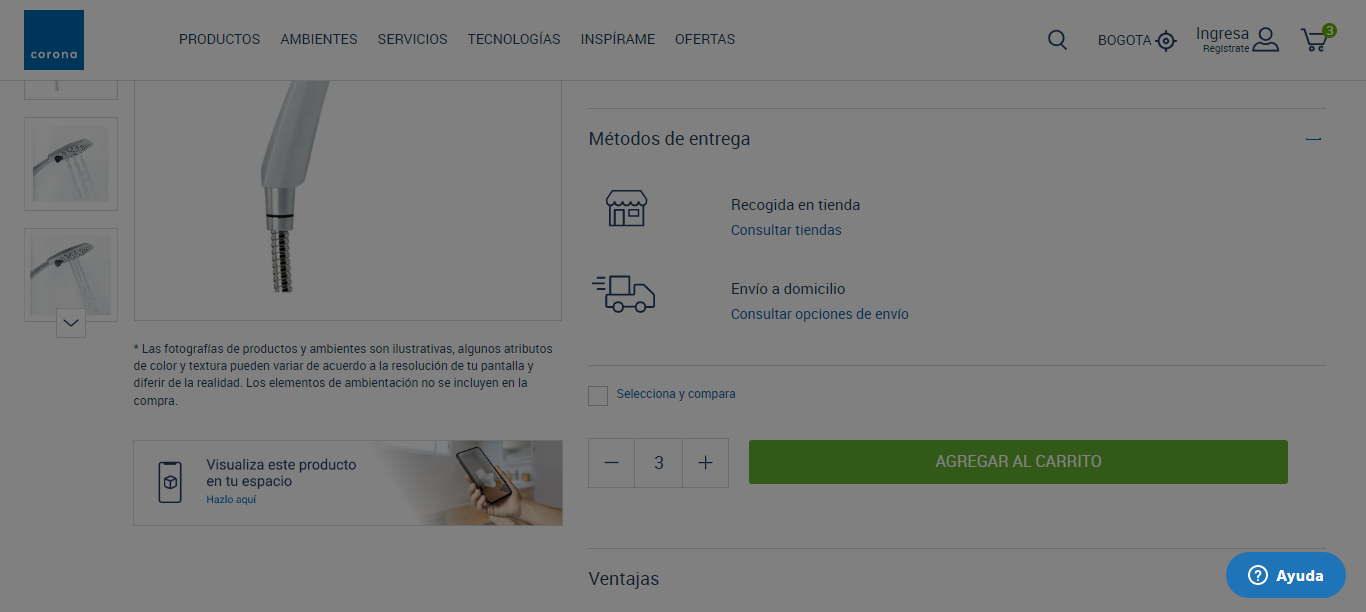 corona
PRODUCTOS AMBIENTES SERVICIOS TECNOLOGÍAS INSPÍRAME OFERTAS
BOGOTA
Ingresa
Regístrate
3
Métodos de entrega
Recogida en tienda
Consultar tiendas
Envío a domicilio
Consultar opciones de envío
* Las fotografías de productos y ambientes son ilustrativas, algunos atributos
de color y textura pueden variar de acuerdo a la resolución de tu pantalla y
diferir de la realidad. Los elementos de ambientación no se incluyen en la
compra.
Selecciona y compara
3
AGREGAR AL CARRITO
Visualiza este producto
en tu espacio
Hazlo aquí
Ventajas
Ayuda